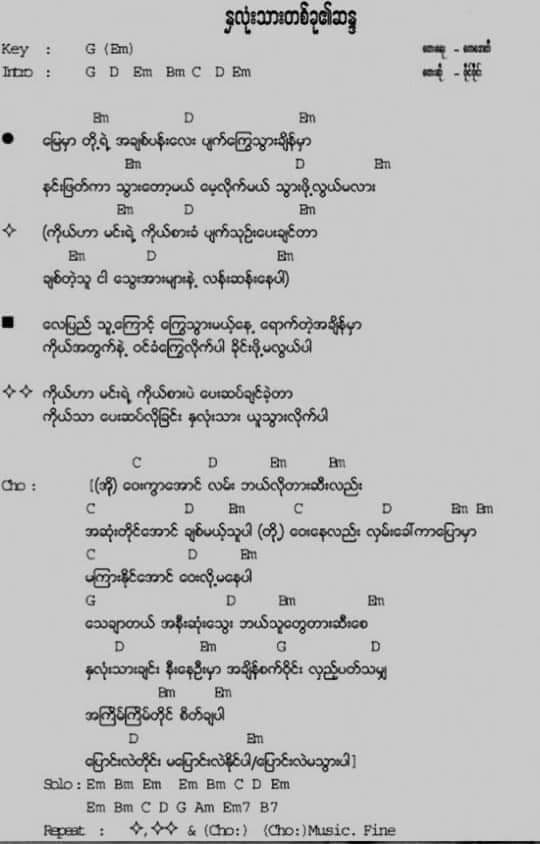 နှလုံးသားတစ်ခု၏ဆန္ဒ
Key : G (Em)
တေးရေး -
Intro : G D Em Bm C D Em
တေးဆို -
Bm D Em
● မြေမှာ တို့ရဲ့ အချစ်ပန်းလေး ပျက်ကြွေသွားချိန်မှာ
Em D Em
နင်းဖြတ်ကာ သွားတော့မယ် မေ့လိုက်မယ် သွားဖို့လွယ်မလား
Em D Em
✧ (ကိုယ်ဟာ မင်းရဲ့ ကိုယ်စားခံ ပျက်သုဉ်းပေးချင်တာ
Em D Em
ချစ်တဲ့သူ ငါ သွေးအားများနဲ့ လန်းဆန်းနေပါ)
■ လေပြည် သူ့ကြောင့် ကြွေသွားမယ့်နေ့ ရောက်တဲ့အချိန်မှာ
ကိုယ်အတွက်နဲ့ ဝင်ခံကြွေလိုက်ပါ ခိုင်းဖို့မလွယ်ပါ
✧✧ ကိုယ်ဟာ မင်းရဲ့ ကိုယ်စားပဲ ပေးဆပ်ချင်ခဲ့တာ
ကိုယ်သာ ပေးဆပ်လိုခြင်း နှလုံးသား ယူသွားလိုက်ပါ
C D Em Bm
Cho : [(အို) ဝေးကွာအောင် လမ်း ဘယ်လိုတားဆီးလည်း
C D Em C D Em Bm
အဆုံးတိုင်အောင် ချစ်မယ့်သူပါ (တို့) ဝေးနေလည်း လှမ်းခေါ်ကာပြောမှာ
C D Em
မကြားနိုင်အောင် ဝေးလို့မနေပါ
G D Bm Em
သေချာတယ် အနီးဆုံးသွေး ဘယ်သူတွေတားဆီးစေ
D Em G D
နှလုံးသားချင်း နီးနေဦးမှာ အချိန်စက်ဝိုင်း လှည့်ပတ်သမျှ
Bm Em
အကြိမ်ကြိမ်တိုင် စိတ်ချပါ
D Em
ပြောင်းလဲတိုင်း မပြောင်းလဲနိုင်ပါ/ပြောင်းလဲမသွားပါ]
Solo : Em Bm Em Em Bm C D Em
Em Bm C D G Am Em7 B7
Repeat : ✧,✧✧ & (Cho:) (Cho:)Music. Fine